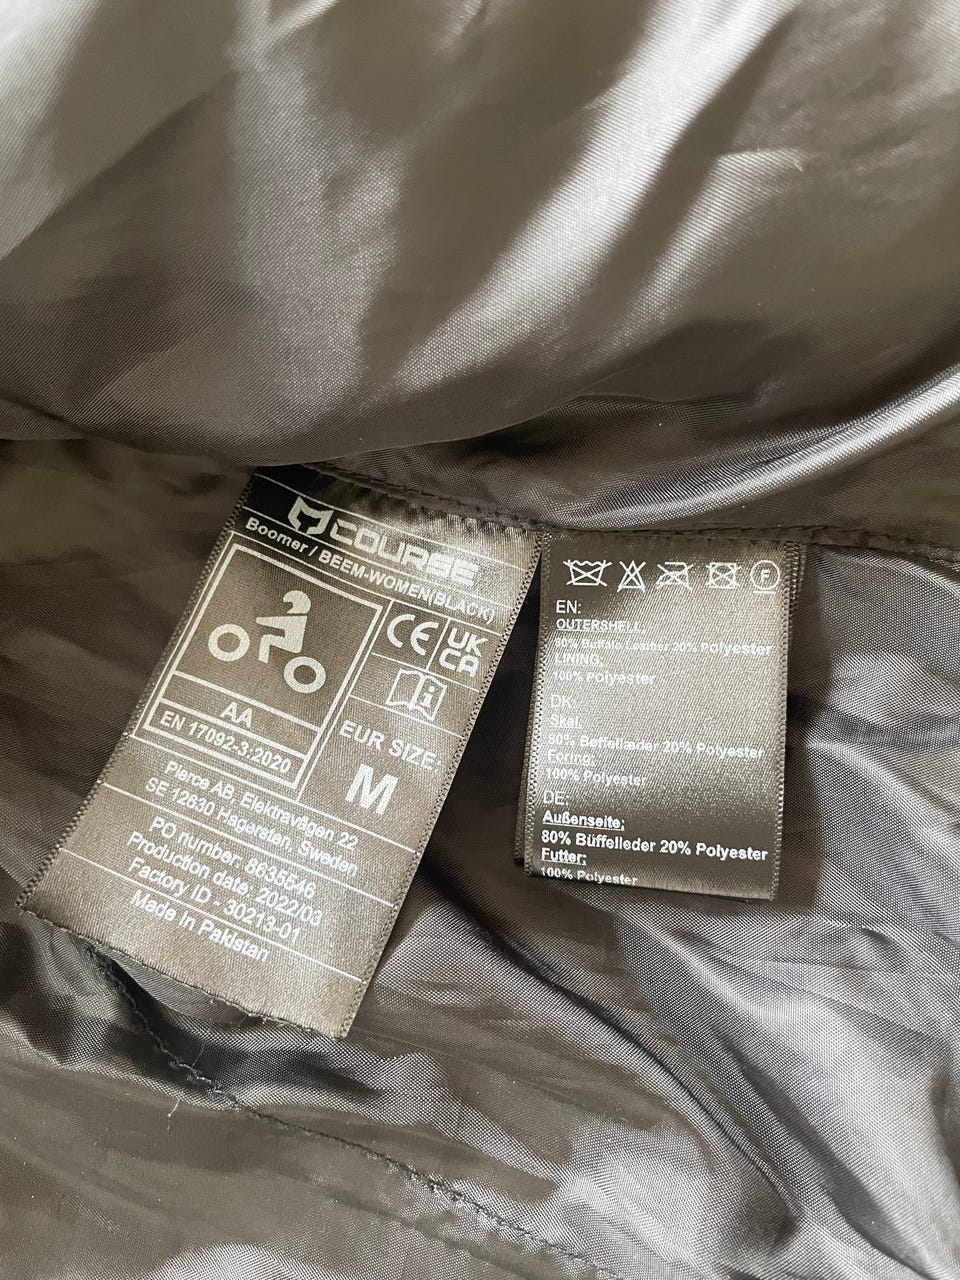 COURSE
Boomer / BEEM-WOMEN(BLACK)
CE
UK
CA
i
AA
EN 17092-3:2020
EUR SIZE:
M
Pierce AB, Elektravägen 22
SE 12630 Hagersten, Sweden
PO number: 8635546
Production date: 2022/03
Factory ID - 30213-01
Made In Pakistan
F
EN:
OUTERSHELL:
80% Buffalo Leather 20% Polyester
LINING:
100% Polyester
DK:
Skal:
80% Bøffellæder 20% Polyester
Foring:
100% Polyester
DE:
Außenseite:
80% Büffelleder 20% Polyester
Futter:
100% Polyester